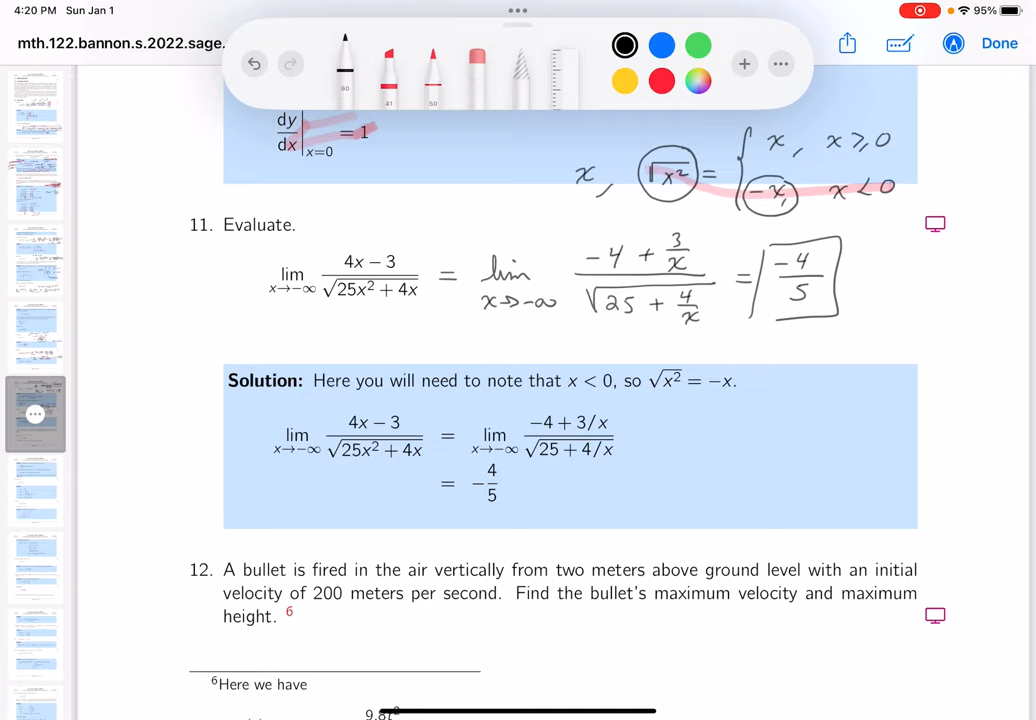 4:20 PM Sun Jan 1
95%
mth.122.bannon.s.2022.sage.
60
41
50
Done
dy/dx|x=0 = 1
x, √x² = { x, x ≥ 0
-x, x < 0
11. Evaluate.
lim x→−∞ (4x − 3)/√(25x² + 4x) = lim x→−∞ (−4 + 3/x)/√(25 + 4/x) = −4/5
Solution: Here you will need to note that x < 0, so √x² = −x.
lim x→−∞ (4x − 3)/√(25x² + 4x) = lim x→−∞ (−4 + 3/x)/√(25 + 4/x)
= −4/5
12. A bullet is fired in the air vertically from two meters above ground level with an initial
velocity of 200 meters per second. Find the bullet's maximum velocity and maximum
height. 6
6Here we have
9.8t²